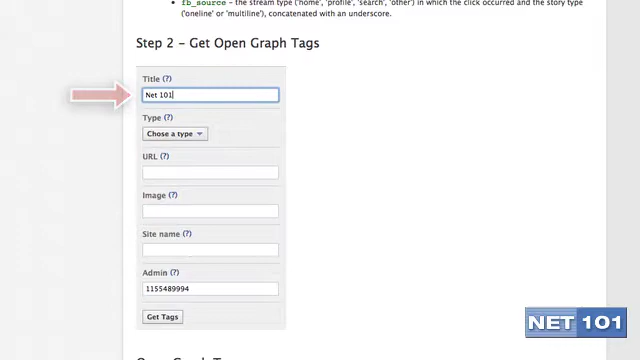 fb_source - the stream type ('home', 'profile', 'search', 'other') in which the click occurred and the story type
('oneline' or 'multiline'), concatenated with an underscore.
Step 2 - Get Open Graph Tags
Title (?)
Net 101
Type (?)
Chose a type
URL (?)
Image (?)
Site name (?)
Admin (?)
1155489994
Get Tags
NET 101